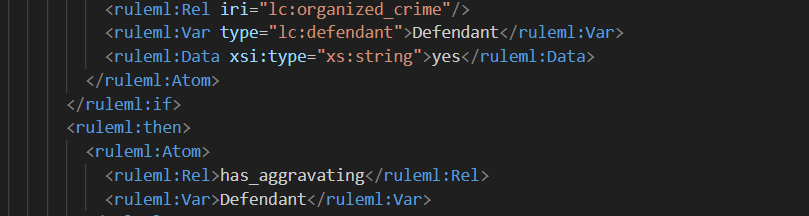 <ruleml:Rel iri="lc:organized_crime"/>
<ruleml:Var type="lc:defendant">Defendant</ruleml:Var>
<ruleml:Data xsi:type="xs:string">yes</ruleml:Data>
</ruleml:Atom>
</ruleml:if>
<ruleml:then>
<ruleml:Atom>
<ruleml:Rel>has_aggravating</ruleml:Rel>
<ruleml:Var>Defendant</ruleml:Var>